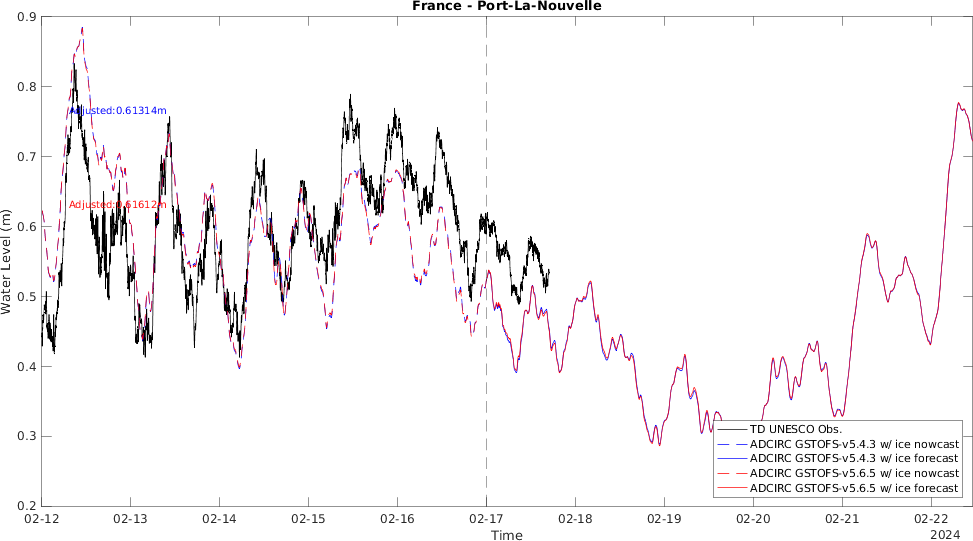 France - Port-La-Nouvelle
0.9
0.8
0.7
0.6
0.5
0.4
0.3
0.2
Water Level (m)
Adjusted:0.61314m
Adjusted:0.61612m
TD UNESCO Obs.
ADCIRC GSTOFS-v5.4.3 w/ ice nowcast
ADCIRC GSTOFS-v5.4.3 w/ ice forecast
ADCIRC GSTOFS-v5.6.5 w/ ice nowcast
ADCIRC GSTOFS-v5.6.5 w/ ice forecast
02-12 02-13 02-14 02-15 02-16 02-17 02-18 02-19 02-20 02-21 02-22
Time
2024